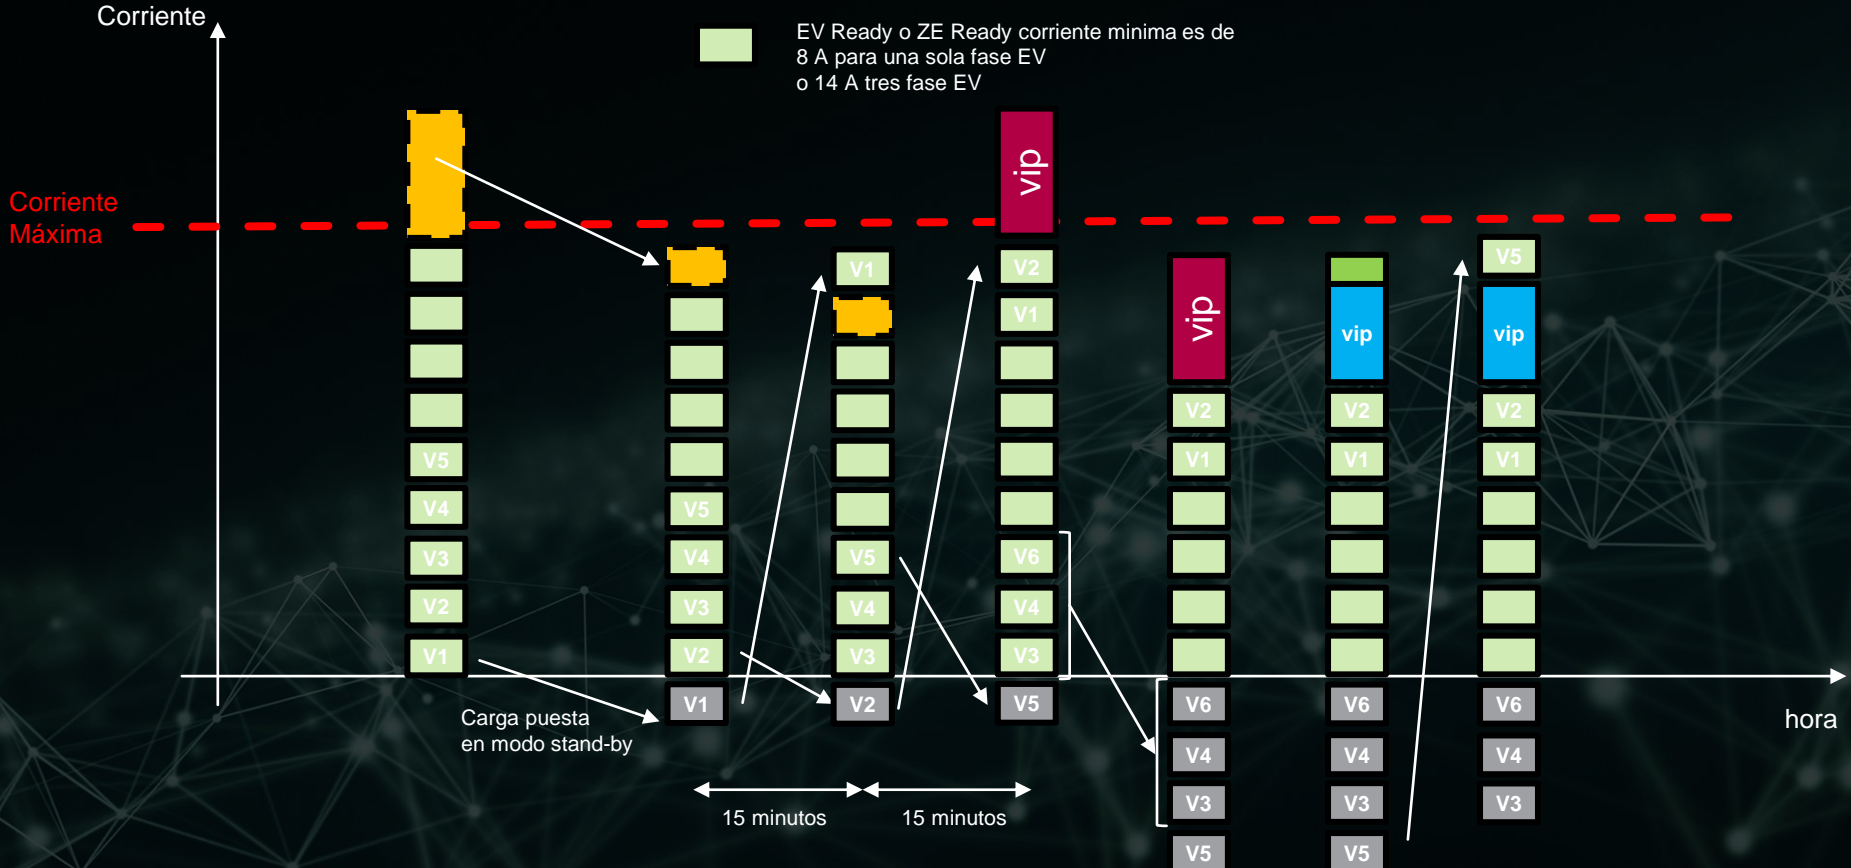 Corriente
EV Ready o ZE Ready corriente minima es de
8 A para una sola fase EV
o 14 A tres fase EV
Corriente
Máxima
V5
V4
V3
V2
V1
Carga puesta
en modo stand-by
V5
V4
V3
V2
V1
V1
V5
V4
V3
V2
vip
V2
V1
V6
V4
V3
V5
vip
V2
V1
V6
V4
V3
V5
vip
V2
V1
V6
V4
V3
V5
V5
vip
V2
V1
V6
V4
V3
15 minutos
15 minutos
hora